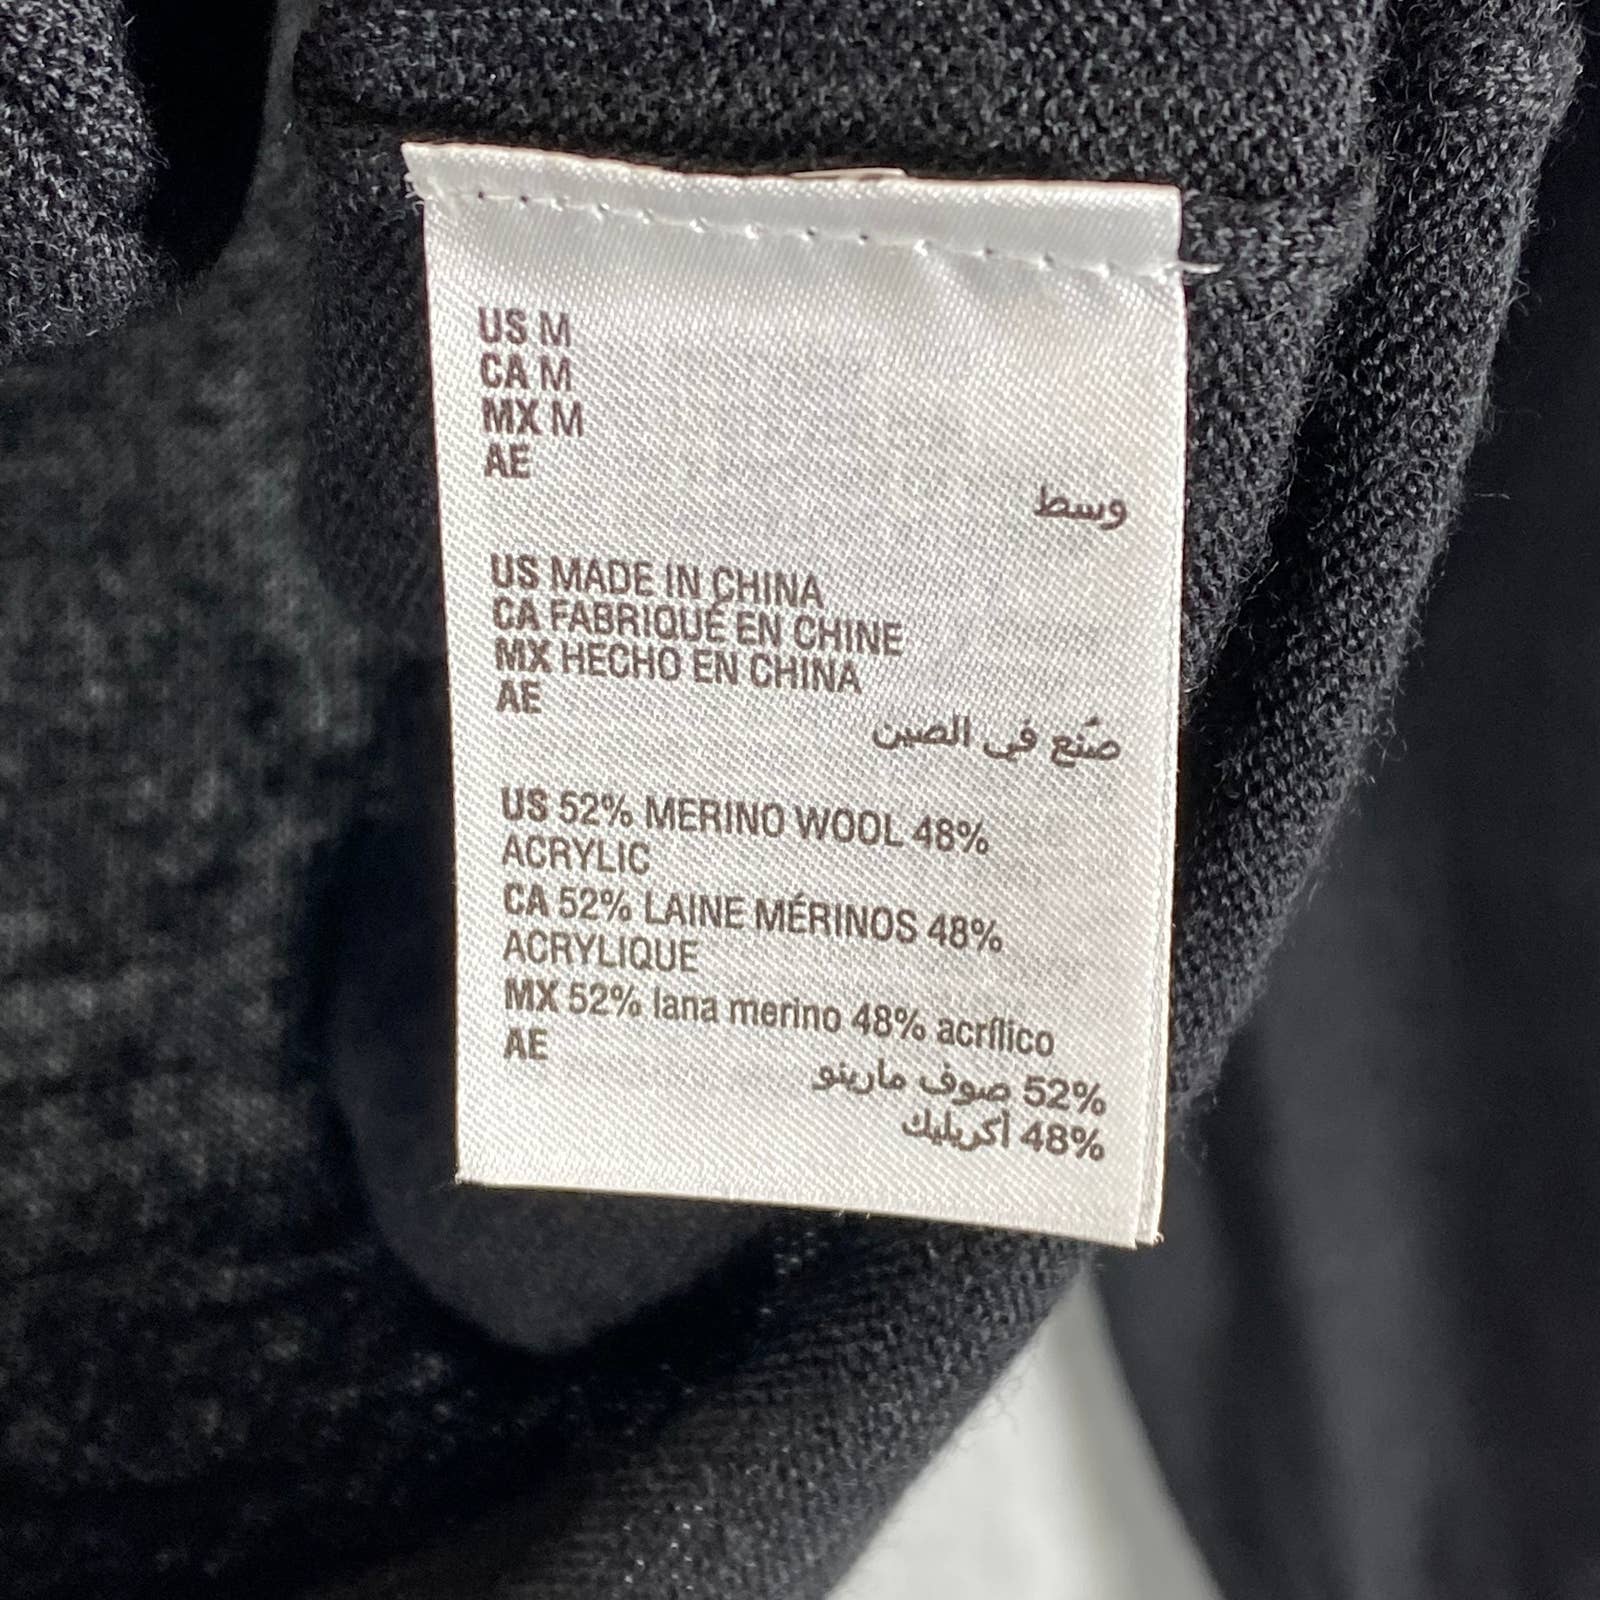 US M
CA M
MX M
AE
وسط
US MADE IN CHINA
CA FABRIQUÉ EN CHINE
MX HECHO EN CHINA
AE
صُنع في الصين
US 52% MERINO WOOL 48%
ACRYLIC
CA 52% LAINE MÉRINOS 48%
ACRYLIQUE
MX 52% lana merino 48% acrílico
AE
52% صوف مارينو
48% أكريليك